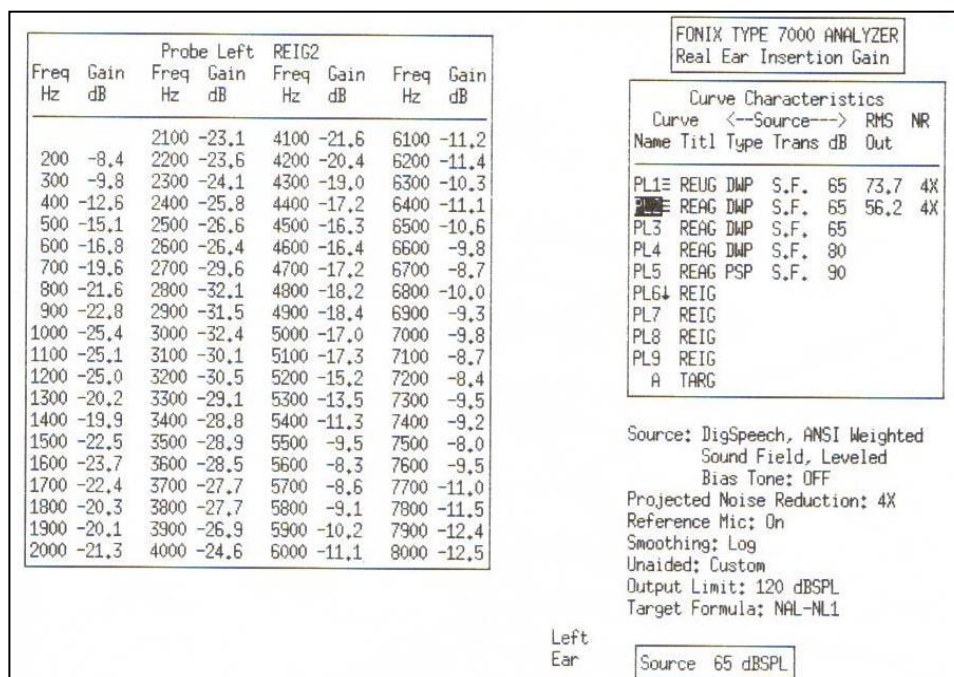 Probe Left REIG2
Freq Gain Freq Gain Freq Gain Freq Gain
Hz dB Hz dB Hz dB Hz dB
2100 -23.1 4100 -21.6 6100 -11.2
200 -8.4 2200 -23.6 4200 -20.4 6200 -11.4
300 -9.8 2300 -24.1 4300 -19.0 6300 -10.3
400 -12.6 2400 -25.8 4400 -17.2 6400 -11.1
500 -15.1 2500 -26.6 4500 -16.3 6500 -10.6
600 -16.8 2600 -26.4 4600 -16.4 6600 -9.8
700 -19.6 2700 -29.6 4700 -17.2 6700 -8.7
800 -21.6 2800 -32.1 4800 -18.2 6800 -10.0
900 -22.8 2900 -31.5 4900 -18.4 6900 -9.3
1000 -25.4 3000 -32.4 5000 -17.0 7000 -9.8
1100 -25.1 3100 -30.1 5100 -17.3 7100 -8.7
1200 -25.0 3200 -30.5 5200 -15.2 7200 -8.4
1300 -20.2 3300 -29.1 5300 -13.5 7300 -9.5
1400 -19.9 3400 -28.8 5400 -11.3 7400 -9.2
1500 -22.5 3500 -28.9 5500 -9.5 7500 -8.0
1600 -23.7 3600 -28.5 5600 -8.3 7600 -9.5
1700 -22.4 3700 -27.7 5700 -8.6 7700 -11.0
1800 -20.3 3800 -27.7 5800 -9.1 7800 -11.5
1900 -20.1 3900 -26.9 5900 -10.2 7900 -12.4
2000 -21.3 4000 -24.6 6000 -11.1 8000 -12.5
FONIX TYPE 7000 ANALYZER
Real Ear Insertion Gain
Curve Characteristics
Curve <--Source---> RMS NR
Name Titl Type Trans dB Out
PL1≡ REUG DWP S.F. 65 73.7 4X
PL2≡ REAG DWP S.F. 65 56.2 4X
PL3 REAG DWP S.F. 65
PL4 REAG DWP S.F. 80
PL5 REAG PSP S.F. 90
PL6↓ REIG
PL7 REIG
PL8 REIG
PL9 REIG
A TARG
Source: DigSpeech, ANSI Weighted
Sound Field, Leveled
Bias Tone: OFF
Projected Noise Reduction: 4X
Reference Mic: On
Smoothing: Log
Unaided: Custom
Output Limit: 120 dBSPL
Target Formula: NAL-NL1
Left
Ear
Source 65 dBSPL